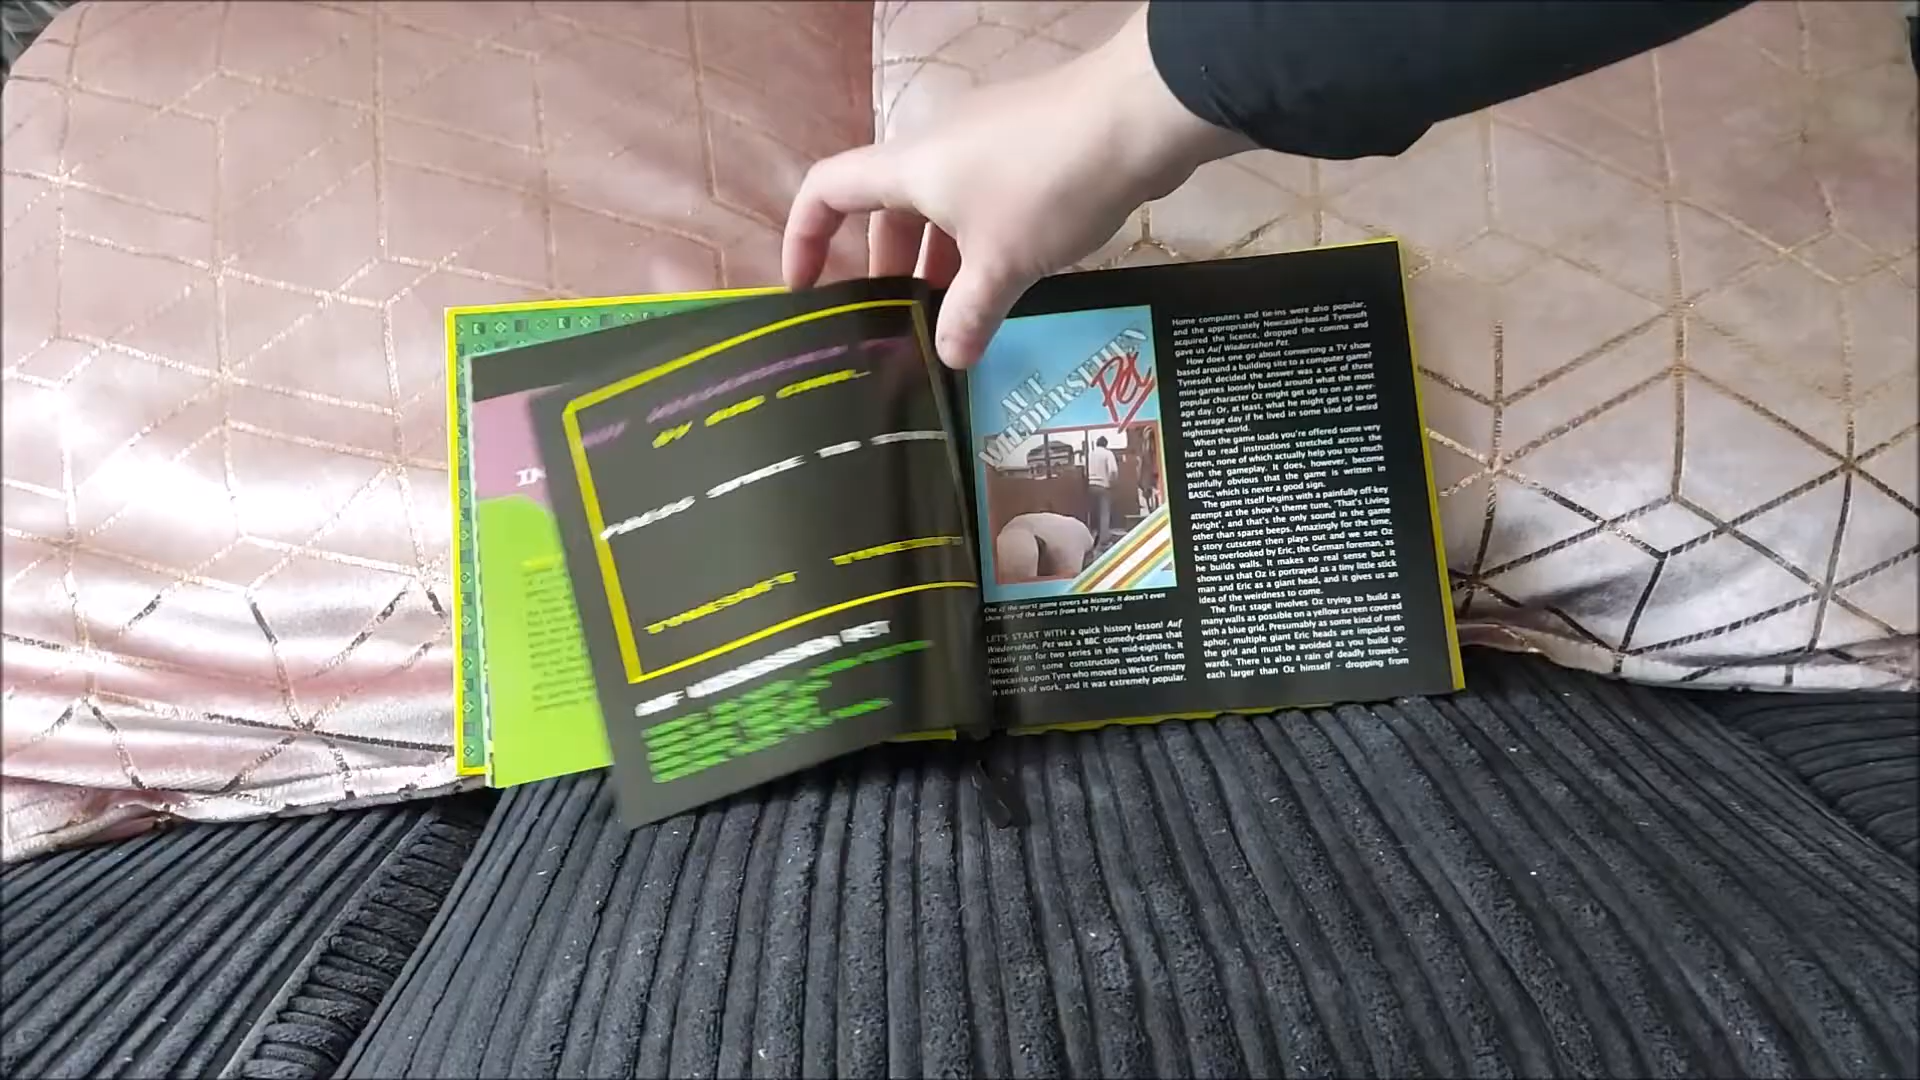 PRESS SPACE TO
TYNESOFT
AUF WIEDERSEHEN PET
AUF
WIEDERSEHEN
Pet
One of the worst game covers in history. It doesn't even
show day of the actors from the TV series!
LET'S START WITH a quick history lesson! Auf
Wiedersehen, Pet was a BBC comedy-drama that
initially ran for two series in the mid-eighties. It
focused on some construction workers from
Newcastle upon Tyne who moved to West Germany
in search of work, and it was extremely popular.
Home computers and tie-ins were also popular,
and the appropriately Newcastle-based Tynesoft
acquired the licence, dropped the comma and
gave us Auf Wiedersehen Pet.
How does one go about converting a TV show
based around a building site to a computer game?
Tynesoft decided the answer was a set of three
mini-games loosely based around what the most
popular character Oz might get up to on an aver-
age day. Or, at least, what he might get up to on
an average day if he lived in some kind of weird
nightmare-world.
When the game loads you're offered some very
hard to read instructions stretched across the
screen, none of which actually help you too much
with the gameplay. It does, however, become
painfully obvious that the game is written in
BASIC, which is never a good sign.
The game itself begins with a painfully off-key
attempt at the show's theme tune, 'That's Living
Alright', and that's the only sound in the game
other than sparse beeps. Amazingly for the time,
a story cutscene then plays out and we see Oz
being overlooked by Eric, the German foreman, as
he builds walls. It makes no real sense but it
shows us that Oz is portrayed as a tiny little stick
man and Eric as a giant head, and it gives us an
idea of the weirdness to come.
The first stage involves Oz trying to build as
many walls as possible on a yellow screen covered
with a blue grid. Presumably as some kind of met-
aphor, multiple giant Eric heads are impaled on
the grid and must be avoided as you build up-
wards. There is also a rain of deadly trowels –
each larger than Oz himself – dropping from